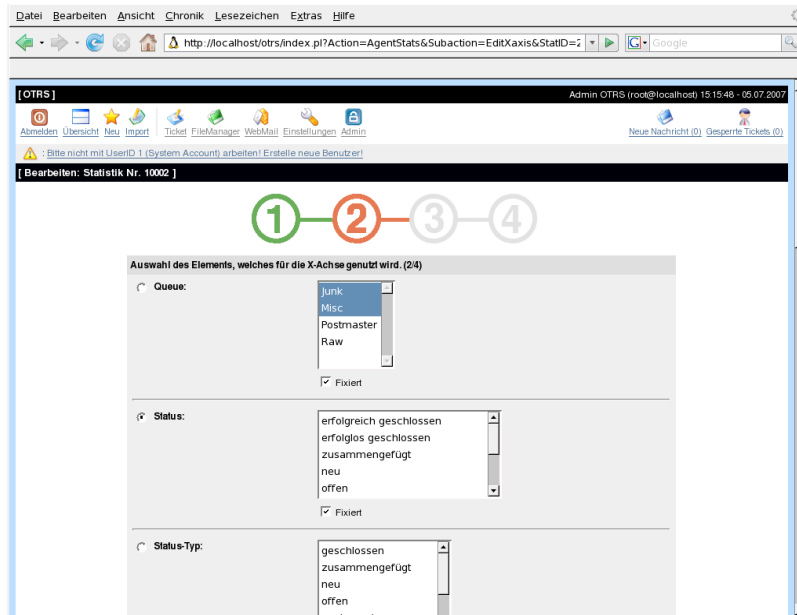 Datei Bearbeiten Ansicht Chronik Lesezeichen Extras Hilfe
http://localhost/otrs/index.pl?Action=AgentStats&Subaction=EditXaxis&StatID=2
G Google
[ OTRS ] Admin OTRS (root@localhost) 15:15:48 - 05.07.2007
Abmelden Übersicht Neu Import Ticket FileManager WebMail Einstellungen Admin Neue Nachricht (0) Gesperrte Tickets (0)
: Bitte nicht mit UserID 1 (System Account) arbeiten! Erstelle neue Benutzer!
[ Bearbeiten: Statistik Nr. 10002 ]
1 2 3 4
Auswahl des Elements, welches für die X-Achse genutzt wird. (2/4)
Queue:
Junk
Misc
Postmaster
Raw
Fixiert
Status:
erfolgreich geschlossen
erfolglos geschlossen
zusammengefügt
neu
offen
Fixiert
Status-Typ:
geschlossen
zusammengefügt
neu
offen